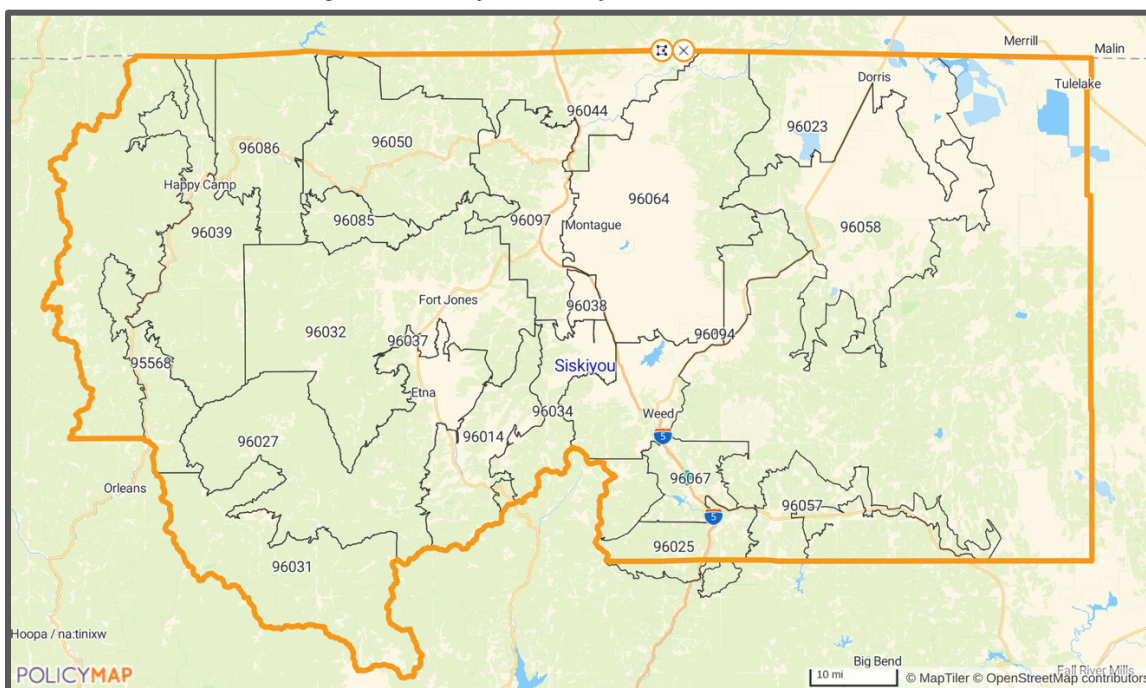 Merrill
Malin
Dorris
Tulelake
96044
96023
96086
96050
Happy Camp
96064
96085
96097
Montague
96058
96039
Fort Jones
96038
96032
96037
96094
95568
Siskiyou
Etna
96034
Weed
96027
96014
5
Orleans
96067
96057
5
96025
96031
Hoopa / na:tinixw
Big Bend
Fall River Mills
POLICYMAP
10 mi
© MapTiler © OpenStreetMap contributors